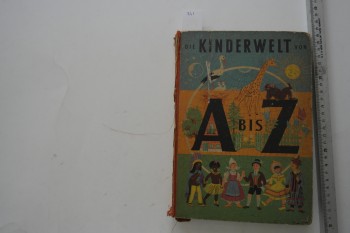 DIE KINDERWELT VON
A BIS Z